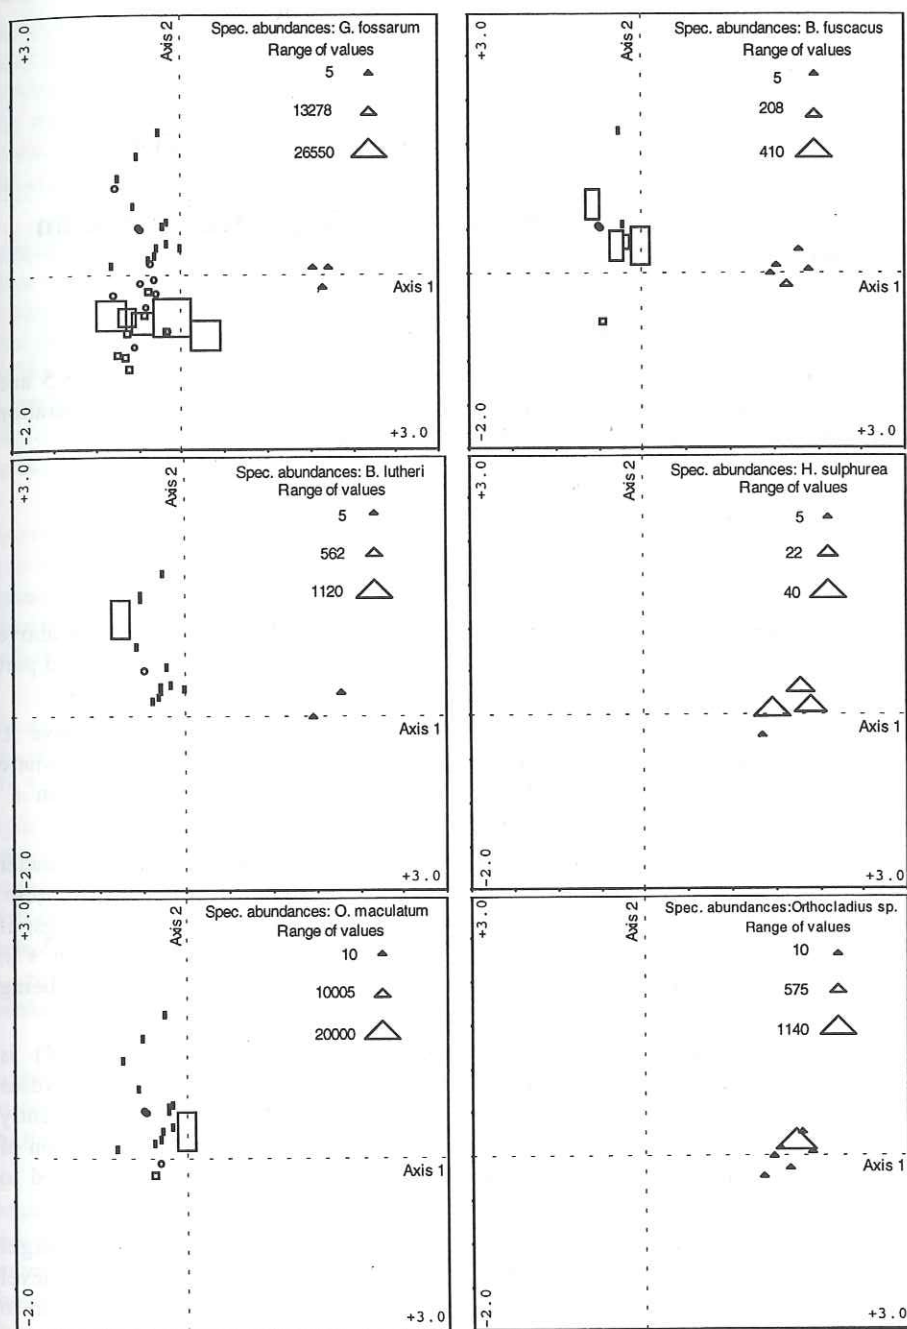 +3.0
Axis 2
Spec. abundances: G. fossarum
Range of values
5
13278
26550
Axis 1
-2.0
+3.0
+3.0
Axis 2
Spec. abundances: B. fuscacus
Range of values
5
208
410
Axis 1
-2.0
+3.0
+3.0
Axis 2
Spec. abundances: B. lutheri
Range of values
5
562
1120
Axis 1
-2.0
+3.0
+3.0
Axis 2
Spec. abundances: H. sulphurea
Range of values
5
22
40
Axis 1
-2.0
+3.0
+3.0
Axis 2
Spec. abundances: O. maculatum
Range of values
10
10005
20000
Axis 1
-2.0
+3.0
+3.0
Axis 2
Spec. abundances:Orthocladius sp.
Range of values
10
575
1140
Axis 1
-2.0
+3.0